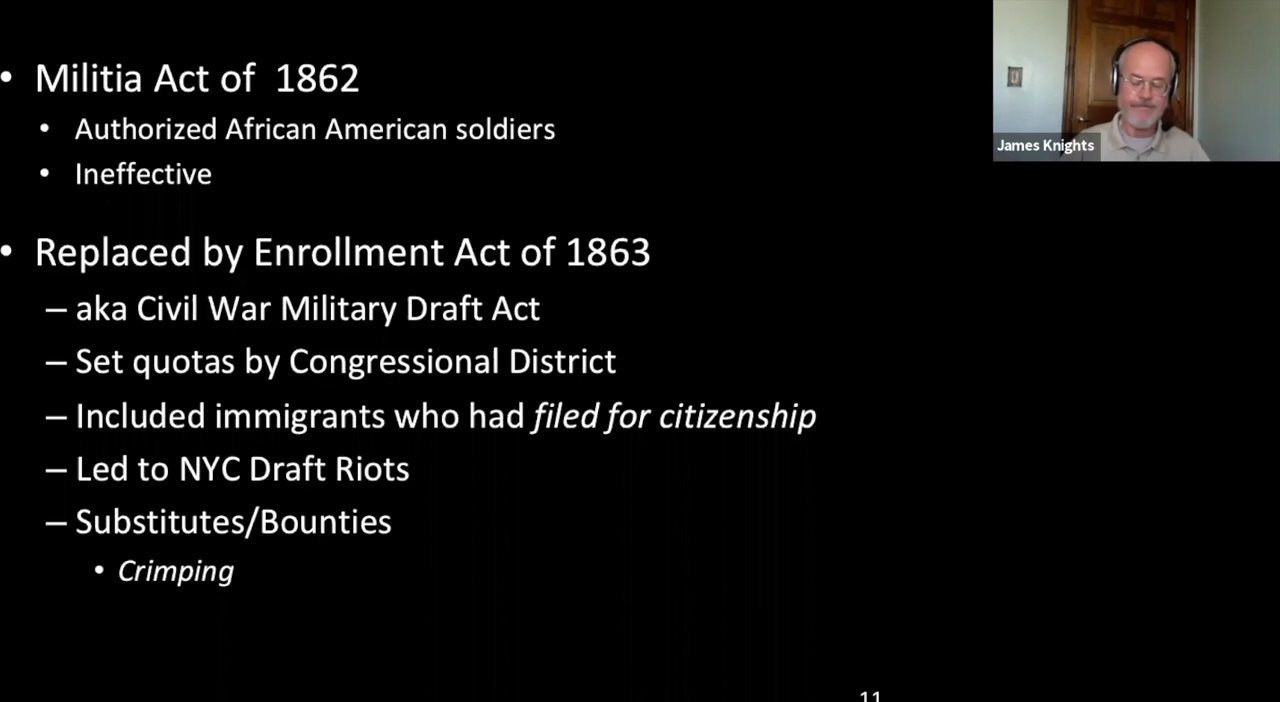 • Militia Act of  1862
• Authorized African American soldiers
• Ineffective
• Replaced by Enrollment Act of 1863
– aka Civil War Military Draft Act
– Set quotas by Congressional District
– Included immigrants who had filed for citizenship
– Led to NYC Draft Riots
– Substitutes/Bounties
• Crimping
11
James Knights